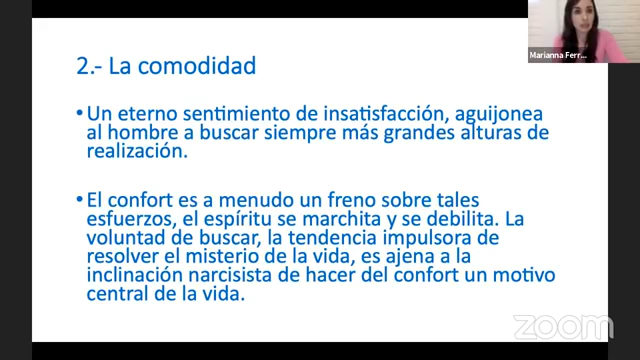 Marianna Ferr...
2.- La comodidad
• Un eterno sentimiento de insatisfacción, aguijonea
al hombre a buscar siempre más grandes alturas de
realización.
• El confort es a menudo un freno sobre tales
esfuerzos, el espíritu se marchita y se debilita. La
voluntad de buscar, la tendencia impulsora de
resolver el misterio de la vida, es ajena a la
inclinación narcisista de hacer del confort un motivo
central de la vida.
zoom